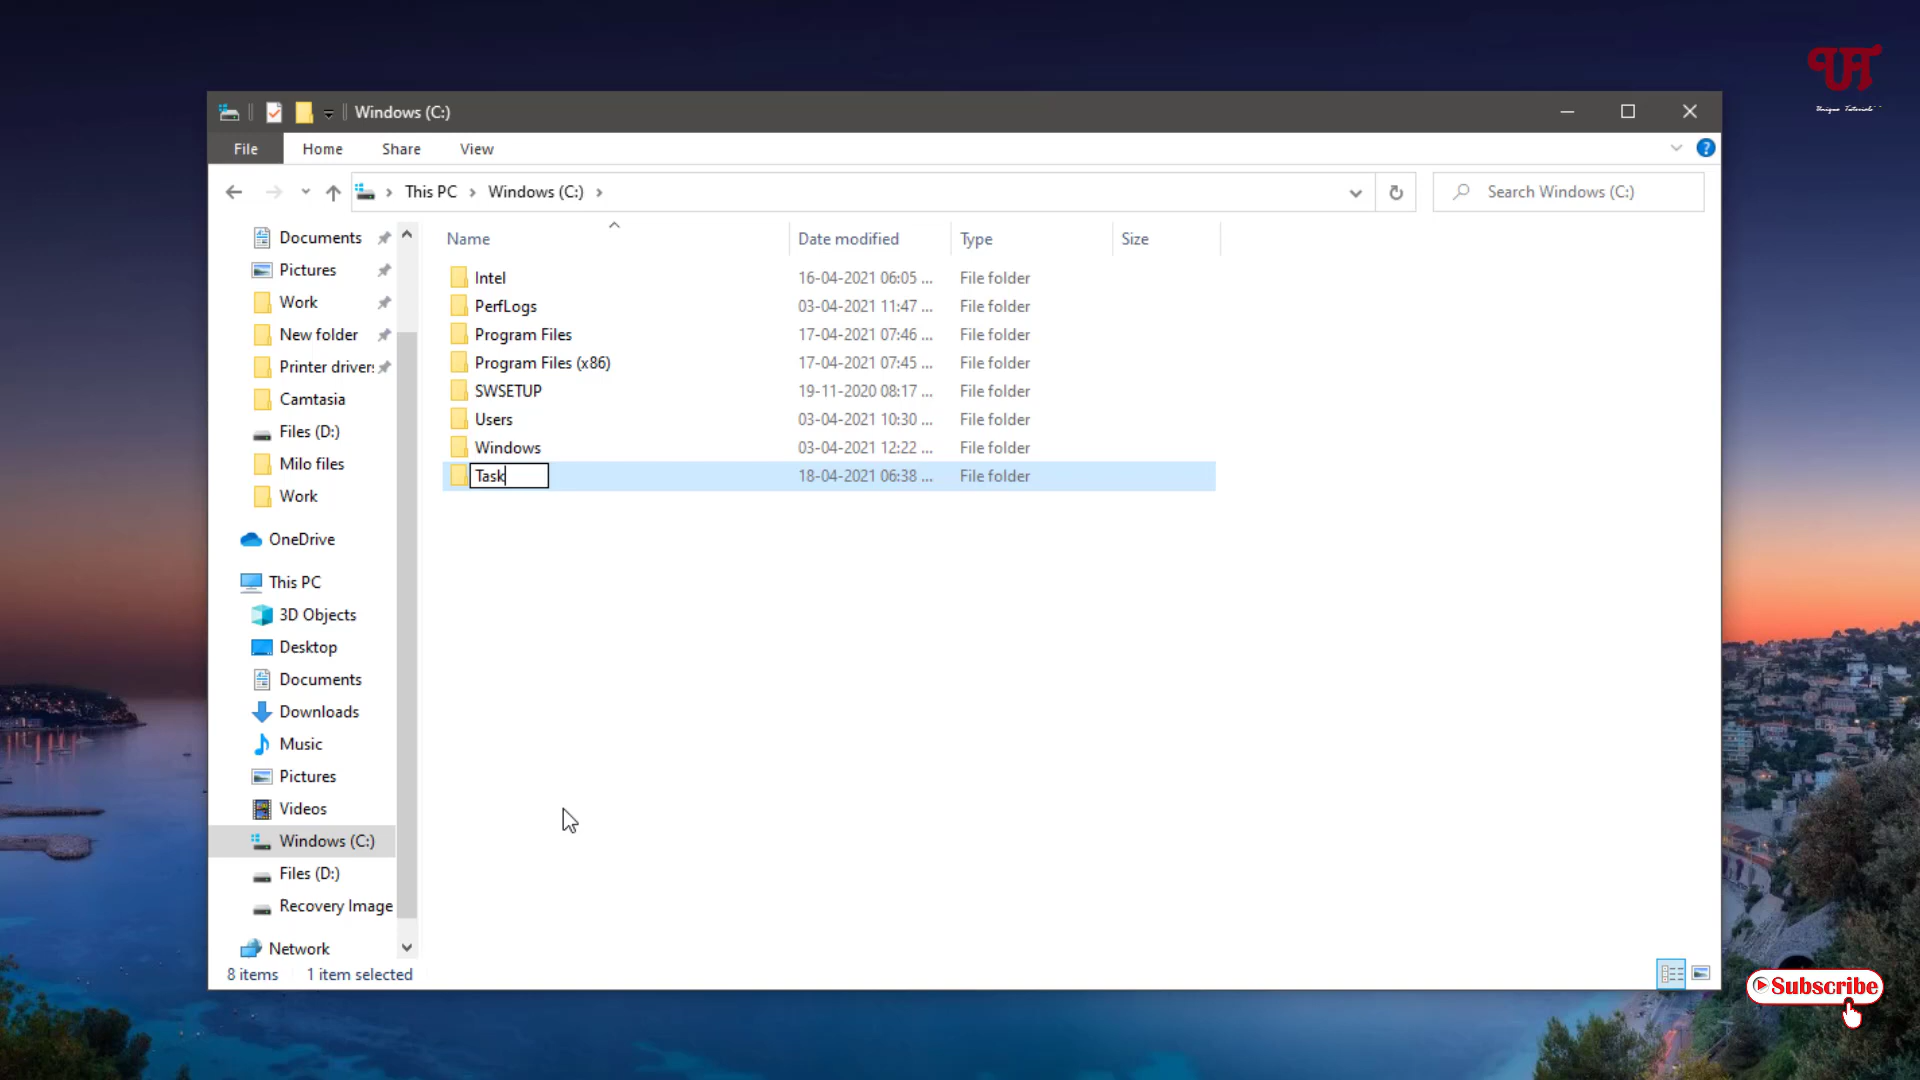 UT
Unique Tutorials
Windows (C:)
File Home Share View
This PC Windows (C:) Search Windows (C:)
Name Date modified Type Size
Documents
Pictures
Work
New folder
Printer driver
Camtasia
Files (D:)
Milo files
Work
OneDrive
This PC
3D Objects
Desktop
Documents
Downloads
Music
Pictures
Videos
Windows (C:)
Files (D:)
Recovery Image
Network
Intel 16-04-2021 06:05 ... File folder
PerfLogs 03-04-2021 11:47 ... File folder
Program Files 17-04-2021 07:46 ... File folder
Program Files (x86) 17-04-2021 07:45 ... File folder
SWSETUP 19-11-2020 08:17 ... File folder
Users 03-04-2021 10:30 ... File folder
Windows 03-04-2021 12:22 ... File folder
Task 18-04-2021 06:38 ... File folder
8 items 1 item selected
Subscribe